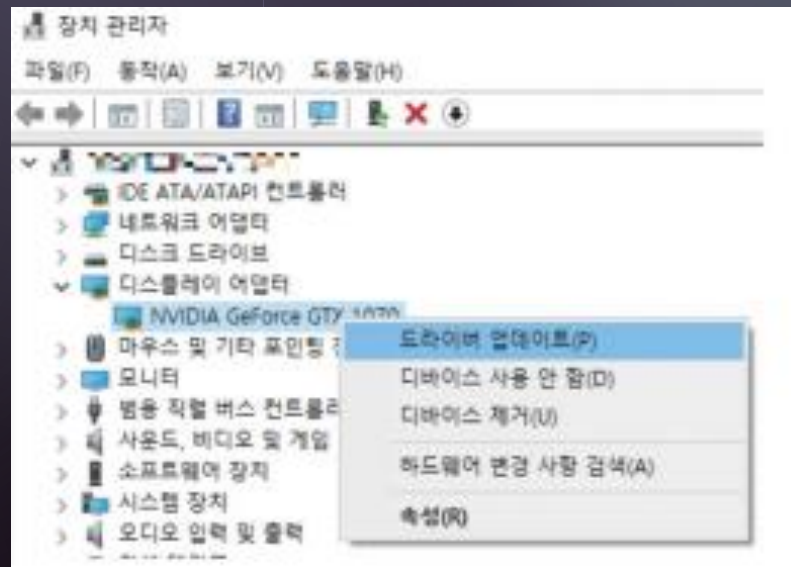 장치 관리자
파일(F) 동작(A) 보기(V) 도움말(H)
IDE ATA/ATAPI 컨트롤러
네트워크 어댑터
디스크 드라이브
디스플레이 어댑터
NVIDIA GeForce GTX 1070
드라이버 업데이트(P)
마우스 및 기타 포인팅
디바이스 사용 안 함(D)
모니터
범용 직렬 버스 컨트롤러
디바이스 제거(U)
사운드, 비디오 및 게임
하드웨어 변경 사항 검색(A)
소프트웨어 장치
시스템 장치
속성(R)
오디오 입력 및 출력